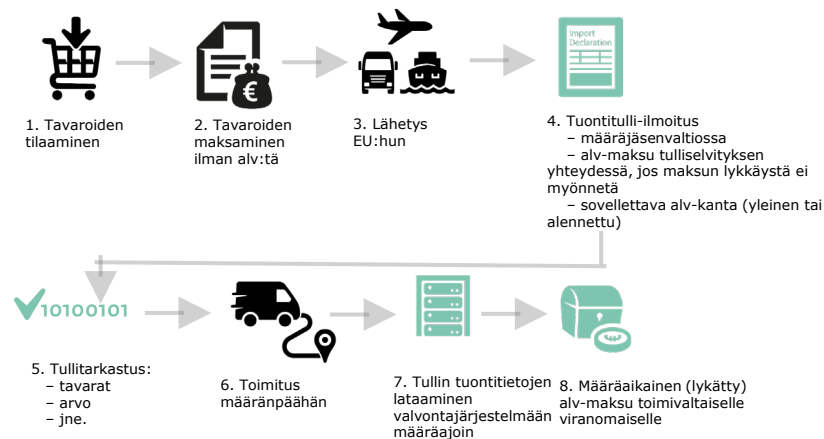 Import
Declaration
€
1. Tavaroiden
tilaaminen
2. Tavaroiden
maksaminen
ilman alv:tä
3. Lähetys
EU:hun
4. Tuontitulli-ilmoitus
– määräjäsenvaltiossa
– alv-maksu tulliselvityksen
yhteydessä, jos maksun lykkäystä ei
myönnetä
– sovellettava alv-kanta (yleinen tai
alennettu)
10100101
5. Tullitarkastus:
– tavarat
– arvo
– jne.
6. Toimitus
määränpäähän
7. Tullin tuontitietojen
lataaminen
valvontajärjestelmään
määräajoin
8. Määräaikainen (lykätty)
alv-maksu toimivaltaiselle
viranomaiselle